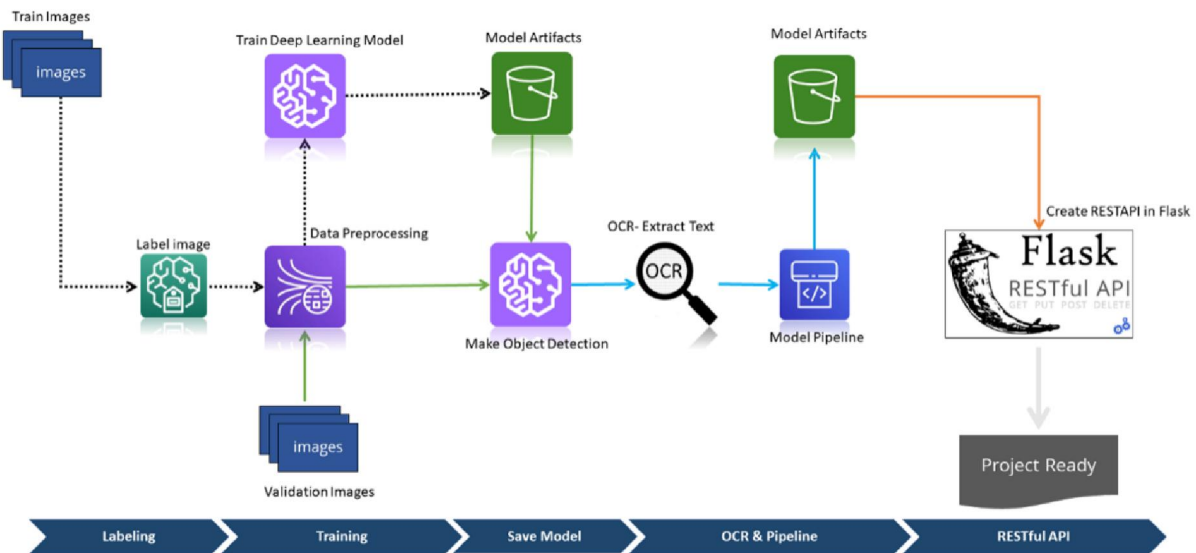 Train Images
images
Train Deep Learning Model
Model Artifacts
Model Artifacts
Label image
Data Preprocessing
OCR- Extract Text
OCR
Create RESTAPI in Flask
Flask
RESTful API
GET PUT POST DELETE
</>
Make Object Detection
Model Pipeline
images
Validation Images
Project Ready
Labeling
Training
Save Model
OCR & Pipeline
RESTful API